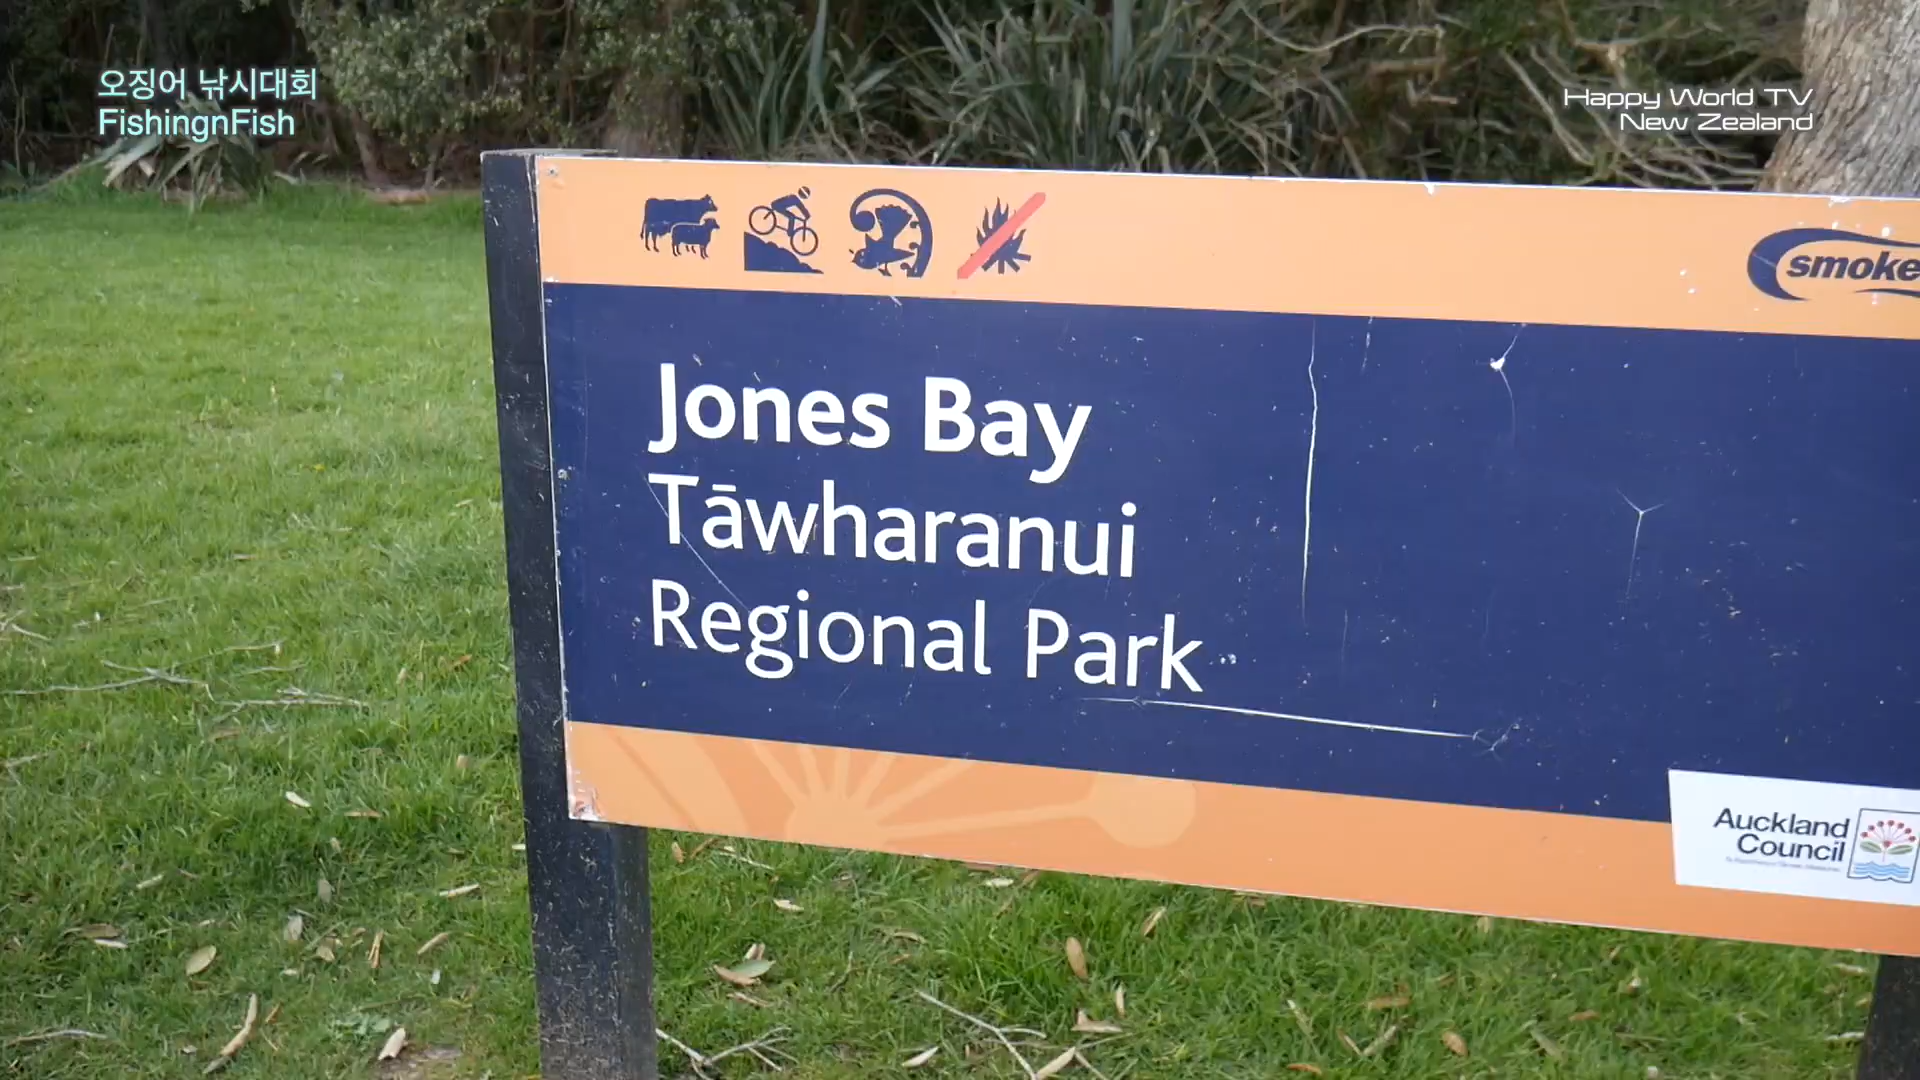 오징어 낚시대회
FishingnFish
Happy World TV
New Zealand
smoke
Jones Bay
Tāwharanui
Regional Park
Auckland
Council